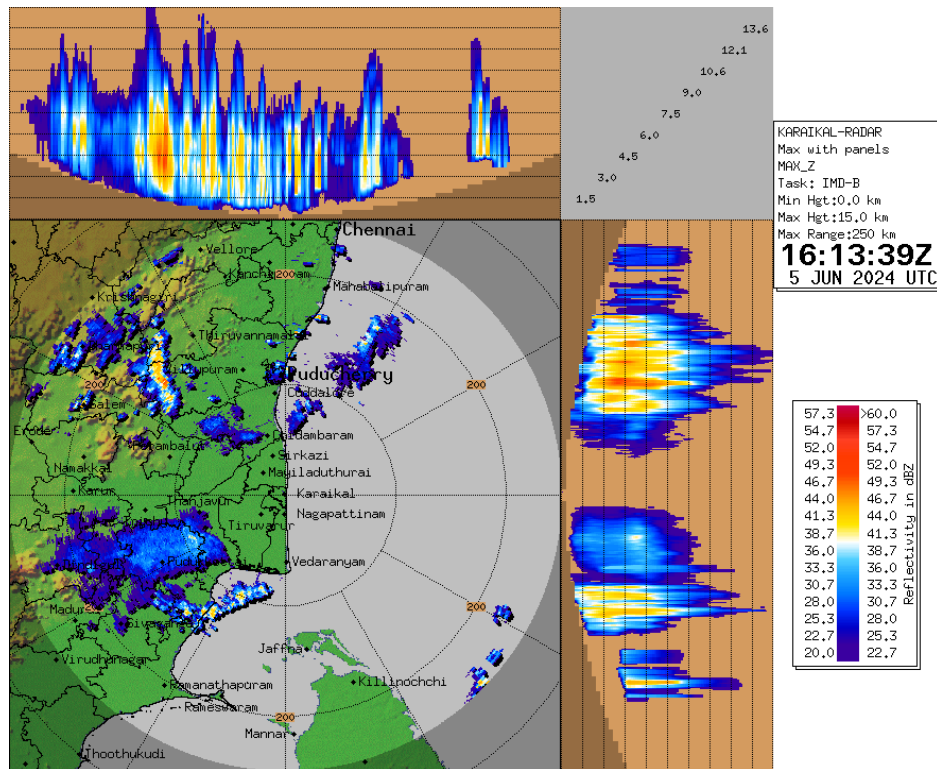 13.6
12.1
10.6
9.0
7.5
6.0
4.5
3.0
1.5
KARAIKAL-RADAR
Max with panels
MAX_Z
Task: IMD-B
Min Hgt:0.0 km
Max Hgt:15.0 km
Max Range:250 km
16:13:39Z
5 JUN 2024 UTC
Chennai
Vellore
200
Mahabalipuram
Krishnagiri
Thiruvannamalai
Villupuram
Puducherry
200
200
Cuddalore
Salem
Erode
Chidambaram
Perambalur
Sirkazi
Namakkal
Mayiladuthurai
Karur
Karaikal
Thanjavur
Nagapattinam
Tiruvarur
Vedaranyam
200
Jaffna
Virudhunagar
Killinochchi
Ramanathapuram
Rameswaram
200
Mannar
Thoothukudi
57.3 >60.0
54.7 57.3
52.0 54.7
49.3 52.0
46.7 49.3
44.0 46.7
41.3 44.0
38.7 41.3
36.0 38.7
33.3 36.0
30.7 33.3
28.0 30.7
25.3 28.0
22.7 25.3
20.0 22.7
Reflectivity in dBZ